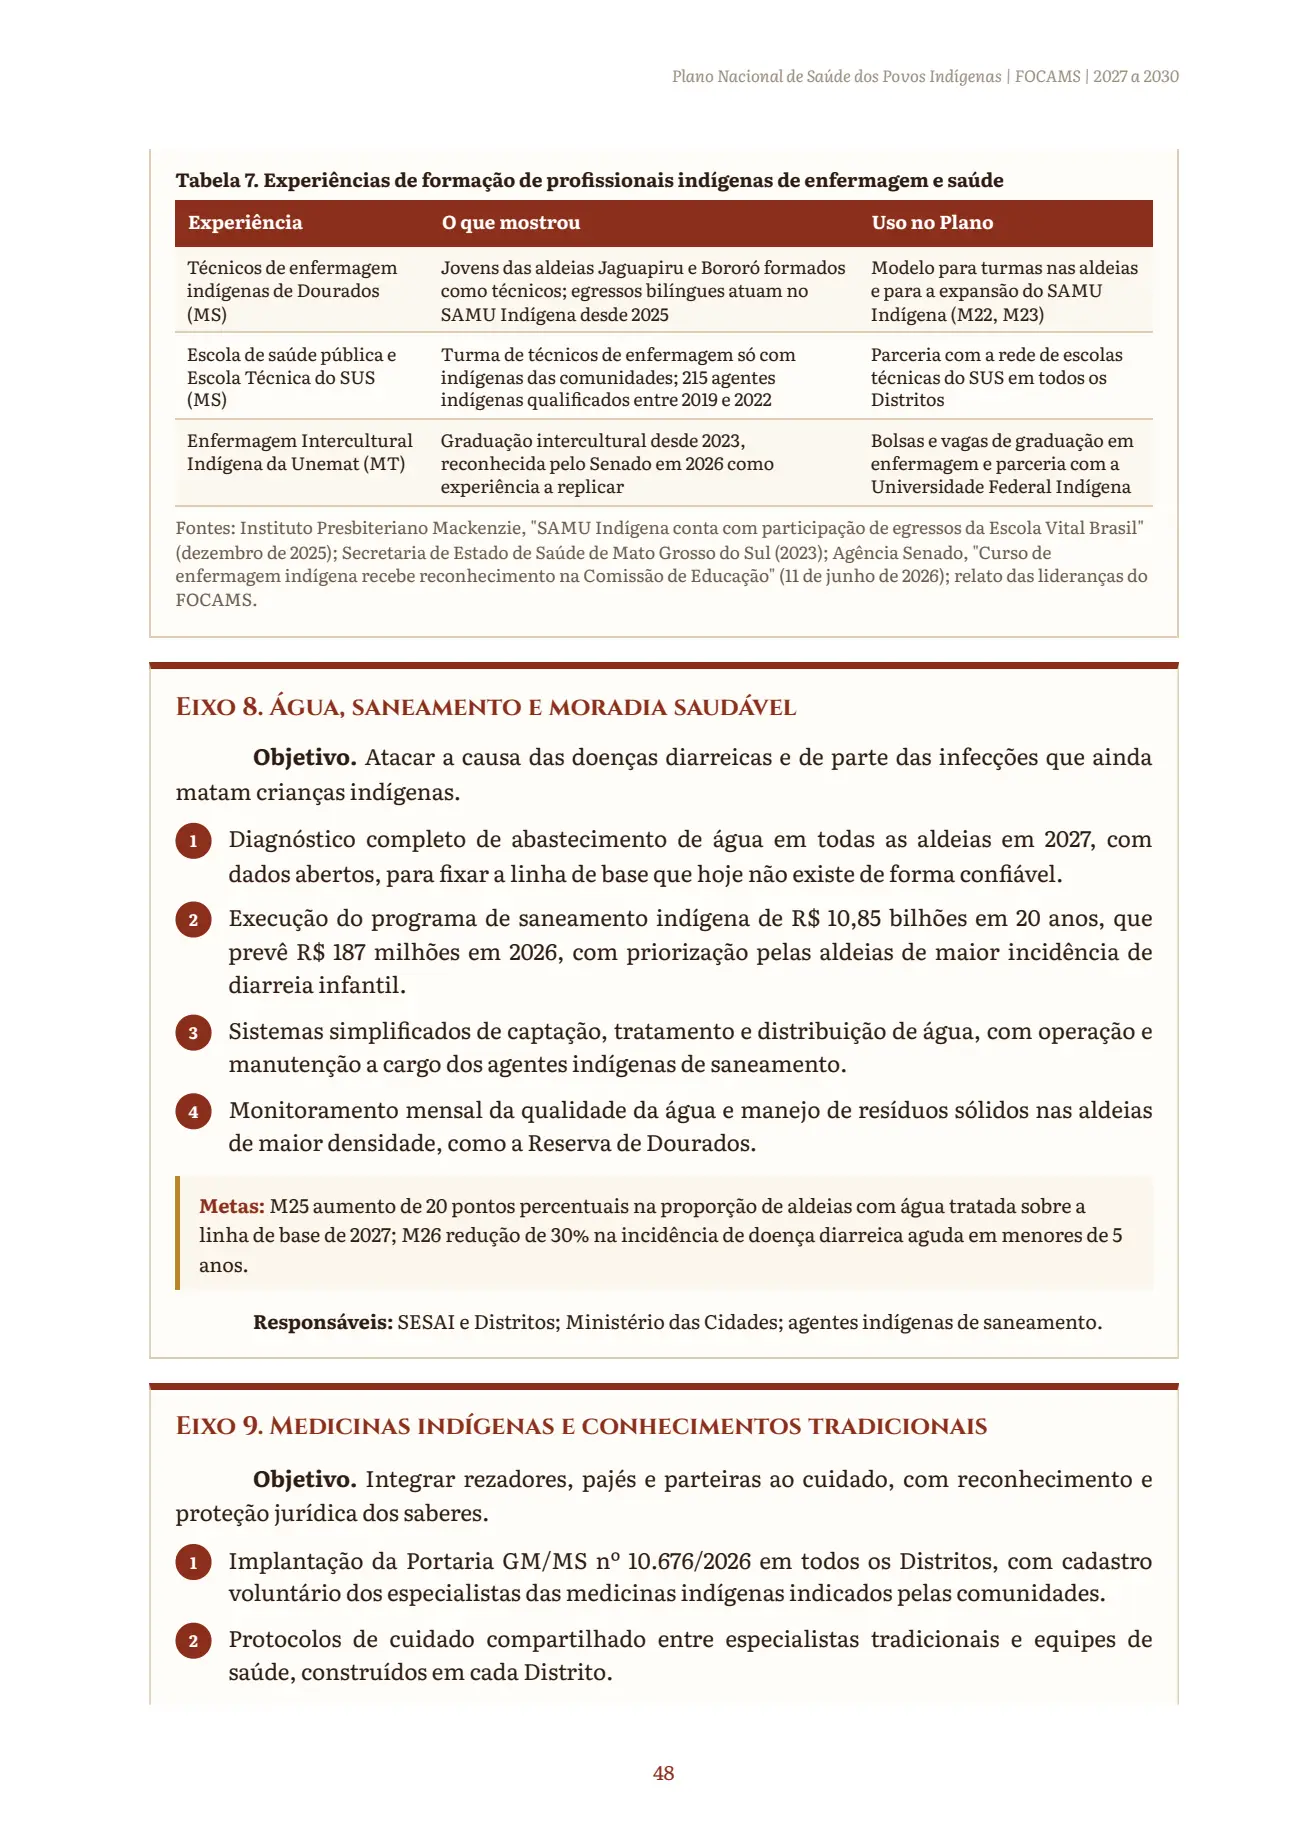 Plano Nacional de Saúde dos Povos Indígenas | FOCAMS | 2027 a 2030
Tabela 7. Experiências de formação de profissionais indígenas de enfermagem e saúde
Experiência
O que mostrou
Uso no Plano
Técnicos de enfermagem
indígenas de Dourados
(MS)
Jovens das aldeias Jaguapiru e Bororó formados
como técnicos; egressos bilíngues atuam no
SAMU Indígena desde 2025
Modelo para turmas nas aldeias
e para a expansão do SAMU
Indígena (M22, M23)
Escola de saúde pública e
Escola Técnica do SUS
(MS)
Turma de técnicos de enfermagem só com
indígenas das comunidades; 215 agentes
indígenas qualificados entre 2019 e 2022
Parceria com a rede de escolas
técnicas do SUS em todos os
Distritos
Enfermagem Intercultural
Indígena da Unemat (MT)
Graduação intercultural desde 2023,
reconhecida pelo Senado em 2026 como
experiência a replicar
Bolsas e vagas de graduação em
enfermagem e parceria com a
Universidade Federal Indígena
Fontes: Instituto Presbiteriano Mackenzie, "SAMU Indígena conta com participação de egressos da Escola Vital Brasil"
(dezembro de 2025); Secretaria de Estado de Saúde de Mato Grosso do Sul (2023); Agência Senado, "Curso de
enfermagem indígena recebe reconhecimento na Comissão de Educação" (11 de junho de 2026); relato das lideranças do
FOCAMS.
Eixo 8. Água, saneamento e moradia saudável
Objetivo. Atacar a causa das doenças diarreicas e de parte das infecções que ainda
matam crianças indígenas.
1 Diagnóstico completo de abastecimento de água em todas as aldeias em 2027, com
dados abertos, para fixar a linha de base que hoje não existe de forma confiável.
2 Execução do programa de saneamento indígena de R$ 10,85 bilhões em 20 anos, que
prevê R$ 187 milhões em 2026, com priorização pelas aldeias de maior incidência de
diarreia infantil.
3 Sistemas simplificados de captação, tratamento e distribuição de água, com operação e
manutenção a cargo dos agentes indígenas de saneamento.
4 Monitoramento mensal da qualidade da água e manejo de resíduos sólidos nas aldeias
de maior densidade, como a Reserva de Dourados.
Metas: M25 aumento de 20 pontos percentuais na proporção de aldeias com água tratada sobre a
linha de base de 2027; M26 redução de 30% na incidência de doença diarreica aguda em menores de 5
anos.
Responsáveis: SESAI e Distritos; Ministério das Cidades; agentes indígenas de saneamento.
Eixo 9. Medicinas indígenas e conhecimentos tradicionais
Objetivo. Integrar rezadores, pajés e parteiras ao cuidado, com reconhecimento e
proteção jurídica dos saberes.
1 Implantação da Portaria GM/MS nº 10.676/2026 em todos os Distritos, com cadastro
voluntário dos especialistas das medicinas indígenas indicados pelas comunidades.
2 Protocolos de cuidado compartilhado entre especialistas tradicionais e equipes de
saúde, construídos em cada Distrito.
48